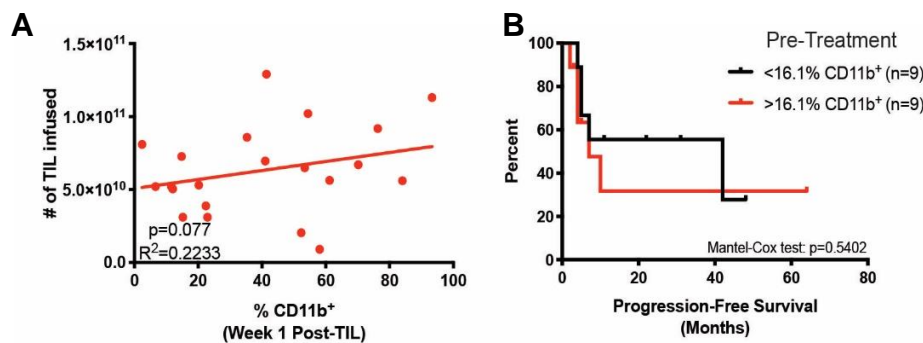 A
# of TIL infused
1.5×10¹¹
1.0×10¹¹
5.0×10¹⁰
0.0
p=0.077
R²=0.2233
0 20 40 60 80 100
% CD11b⁺
(Week 1 Post-TIL)
B
Percent
100
80
60
40
20
0
Pre-Treatment
<16.1% CD11b⁺ (n=9)
>16.1% CD11b⁺ (n=9)
Mantel-Cox test: p=0.5402
0 20 40 60 80
Progression-Free Survival
(Months)